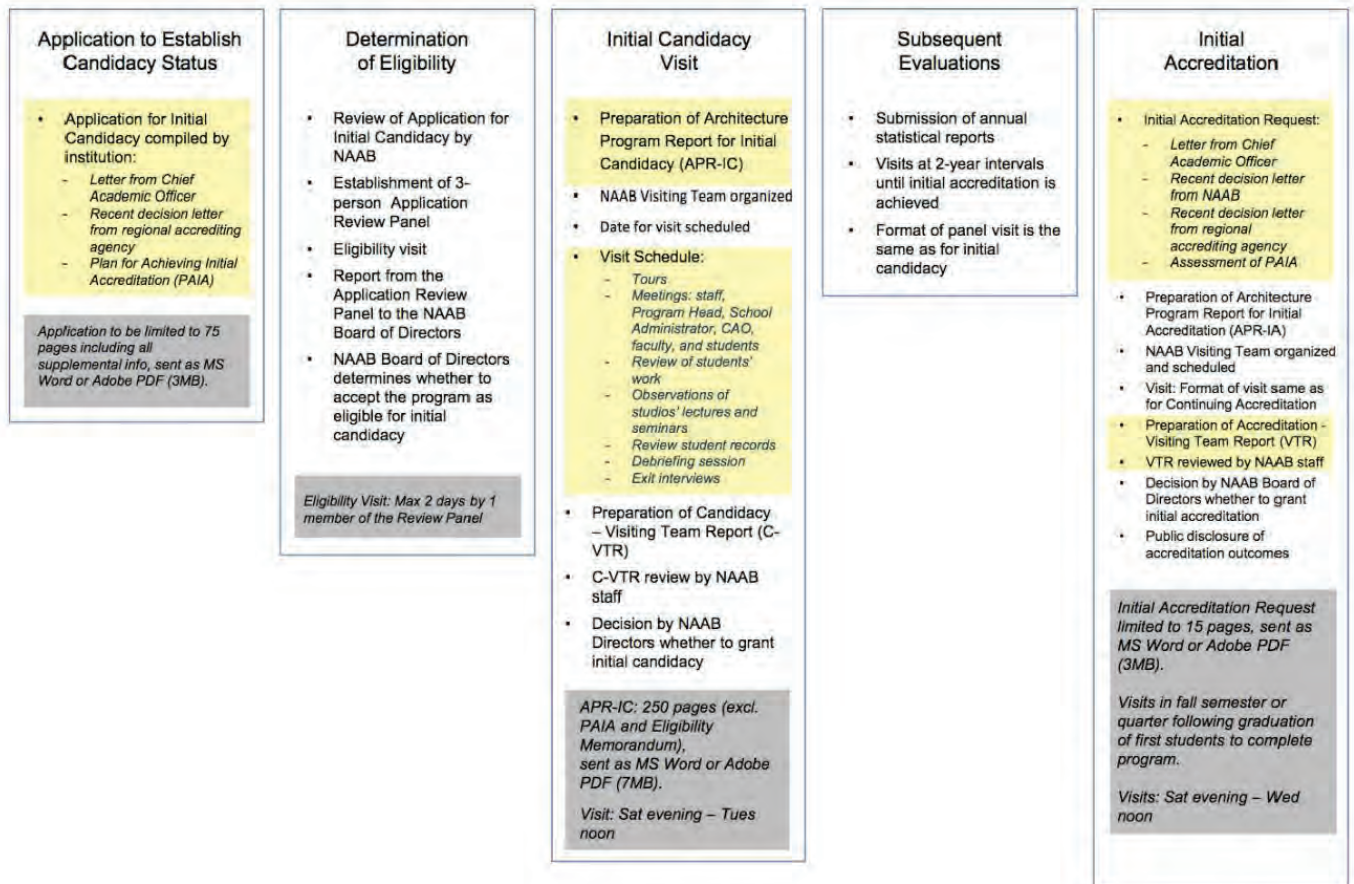 Application to Establish
Candidacy Status
• Application for Initial
Candidacy compiled by
institution:
- Letter from Chief
Academic Officer
- Recent decision letter
from regional accrediting
agency
- Plan for Achieving Initial
Accreditation (PAIA)
Application to be limited to 75
pages including all
supplemental info, sent as MS
Word or Adobe PDF (3MB).
Determination
of Eligibility
• Review of Application for
Initial Candidacy by
NAAB
• Establishment of 3-
person Application
Review Panel
• Eligibility visit
• Report from the
Application Review
Panel to the NAAB
Board of Directors
• NAAB Board of Directors
determines whether to
accept the program as
eligible for initial
candidacy
Eligibility Visit: Max 2 days by 1
member of the Review Panel
Initial Candidacy
Visit
• Preparation of Architecture
Program Report for Initial
Candidacy (APR-IC)
• NAAB Visiting Team organized
• Date for visit scheduled
• Visit Schedule:
- Tours
- Meetings: staff,
Program Head, School
Administrator, CAO,
faculty, and students
- Review of students'
work
- Observations of
studios' lectures and
seminars
- Review student records
- Debriefing session
- Exit interviews
• Preparation of Candidacy
– Visiting Team Report (C-
VTR)
• C-VTR review by NAAB
staff
• Decision by NAAB
Directors whether to grant
initial candidacy
APR-IC: 250 pages (excl.
PAIA and Eligibility
Memorandum),
sent as MS Word or Adobe
PDF (7MB).
Visit: Sat evening – Tues
noon
Subsequent
Evaluations
• Submission of annual
statistical reports
• Visits at 2-year intervals
until initial accreditation is
achieved
• Format of panel visit is the
same as for initial
candidacy
Initial
Accreditation
• Initial Accreditation Request:
- Letter from Chief
Academic Officer
- Recent decision letter
from NAAB
- Recent decision letter
from regional
accrediting agency
- Assessment of PAIA
• Preparation of Architecture
Program Report for Initial
Accreditation (APR-IA)
• NAAB Visiting Team organized
and scheduled
• Visit: Format of visit same as
for Continuing Accreditation
• Preparation of Accreditation -
Visiting Team Report (VTR)
• VTR reviewed by NAAB staff
• Decision by NAAB Board of
Directors whether to grant
initial accreditation
• Public disclosure of
accreditation outcomes
Initial Accreditation Request
limited to 15 pages, sent as
MS Word or Adobe PDF
(3MB).
Visits in fall semester or
quarter following graduation
of first students to complete
program.
Visits: Sat evening – Wed
noon